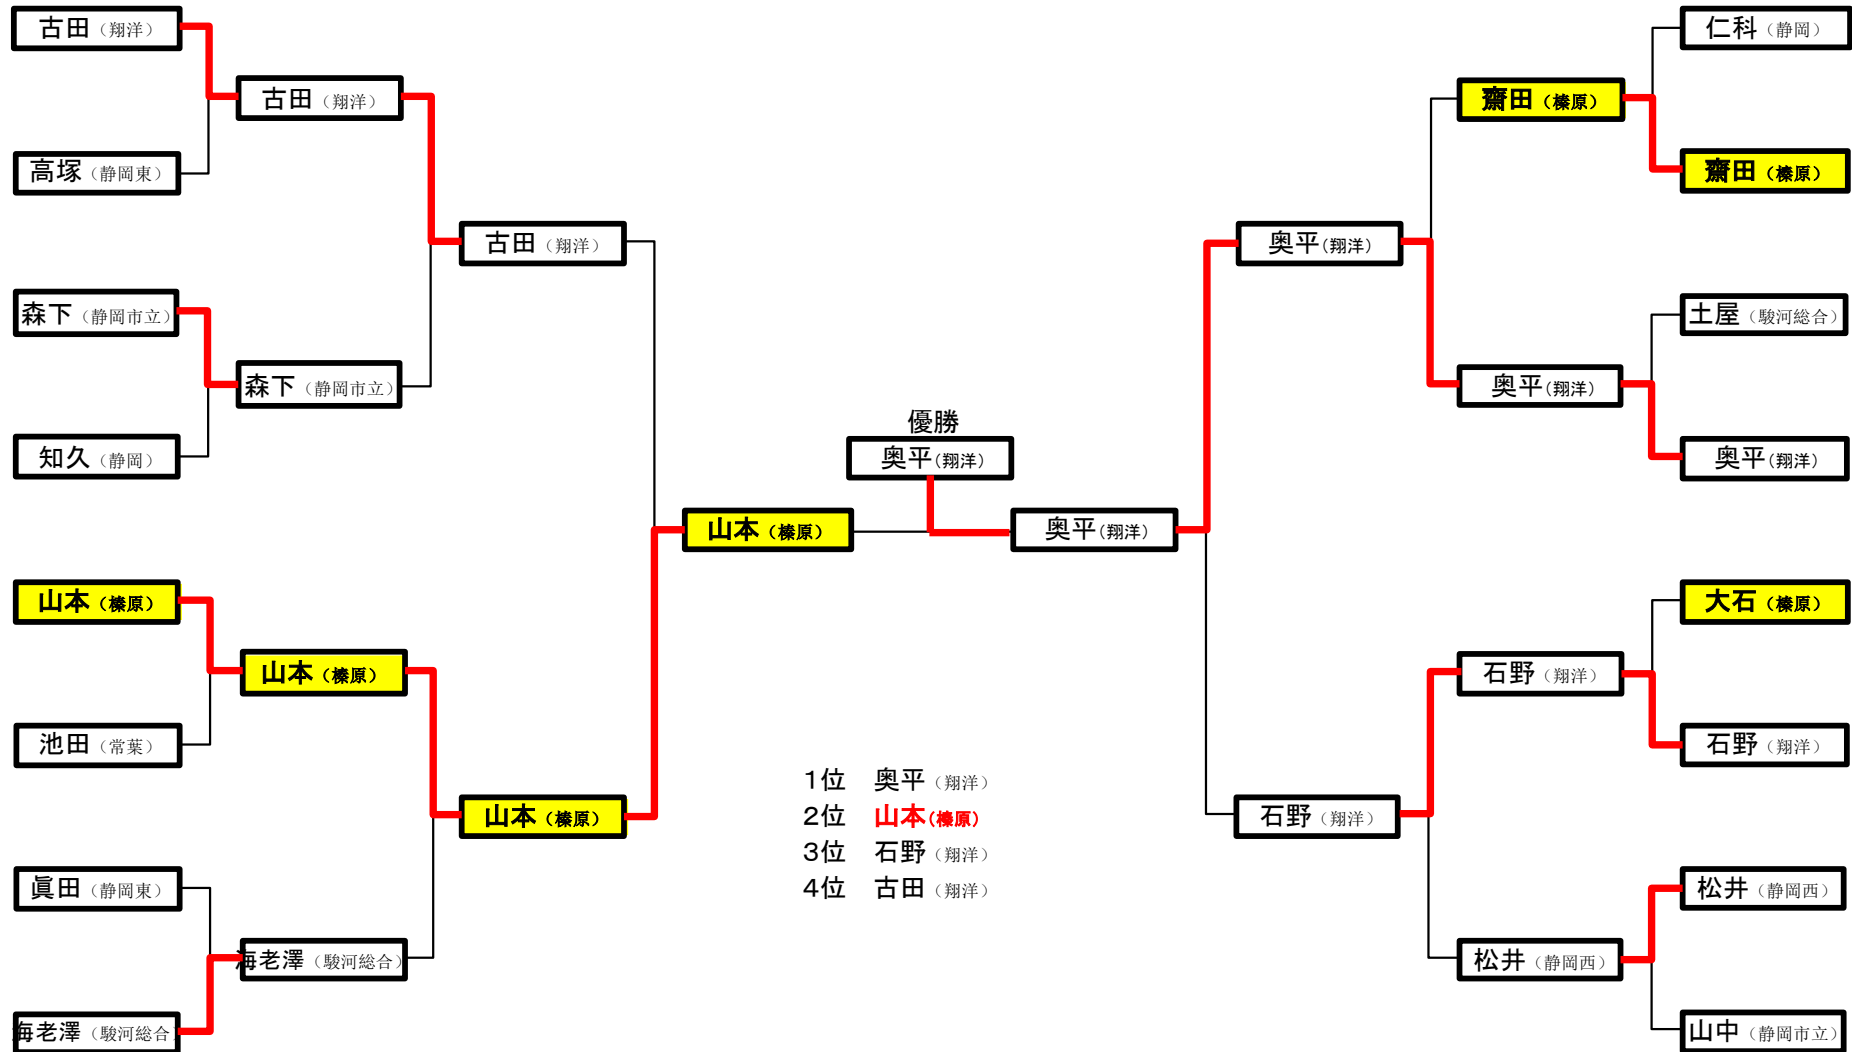 古田（翔洋）
高塚（静岡東）
森下（静岡市立）
知久（静岡）
山本（榛原）
池田（常葉）
眞田（静岡東）
海老澤（駿河総合）
古田（翔洋）
森下（静岡市立）
山本（榛原）
海老澤（駿河総合）
古田（翔洋）
山本（榛原）
山本（榛原）
優勝
奥平(翔洋)
奥平(翔洋)
奥平(翔洋)
石野（翔洋）
齋田（榛原）
奥平(翔洋)
石野（翔洋）
松井（静岡西）
仁科（静岡）
齋田（榛原）
土屋（駿河総合）
奥平(翔洋)
大石（榛原）
石野（翔洋）
松井（静岡西）
山中（静岡市立）
1位　奥平（翔洋）
2位　山本(榛原)
3位　石野（翔洋）
4位　古田（翔洋）